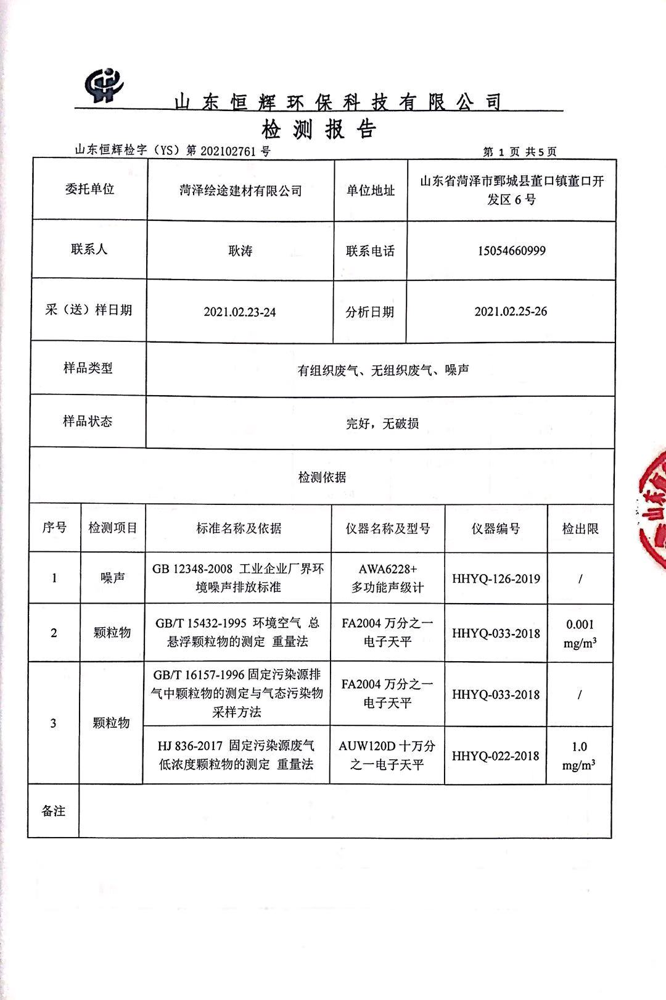 山东恒辉环保科技有限公司
检测报告
山东恒辉检字（YS）第 202102761 号
第 1 页 共 5 页
委托单位
菏泽绘途建材有限公司
单位地址
山东省菏泽市鄄城县董口镇董口开
发区 6 号
联系人
耿涛
联系电话
15054660999
采（送）样日期
2021.02.23-24
分析日期
2021.02.25-26
样品类型
有组织废气、无组织废气、噪声
样品状态
完好，无破损
检测依据
序号
检测项目
标准名称及依据
仪器名称及型号
仪器编号
检出限
1
噪声
GB 12348-2008 工业企业厂界环
境噪声排放标准
AWA6228+
多功能声级计
HHYQ-126-2019
/
2
颗粒物
GB/T 15432-1995 环境空气 总
悬浮颗粒物的测定 重量法
FA2004 万分之一
电子天平
HHYQ-033-2018
0.001
mg/m³
3
颗粒物
GB/T 16157-1996 固定污染源排
气中颗粒物的测定与气态污染物
采样方法
FA2004 万分之一
电子天平
HHYQ-033-2018
/
HJ 836-2017 固定污染源废气
低浓度颗粒物的测定 重量法
AUW120D 十万分
之一电子天平
HHYQ-022-2018
1.0
mg/m³
备注
山东